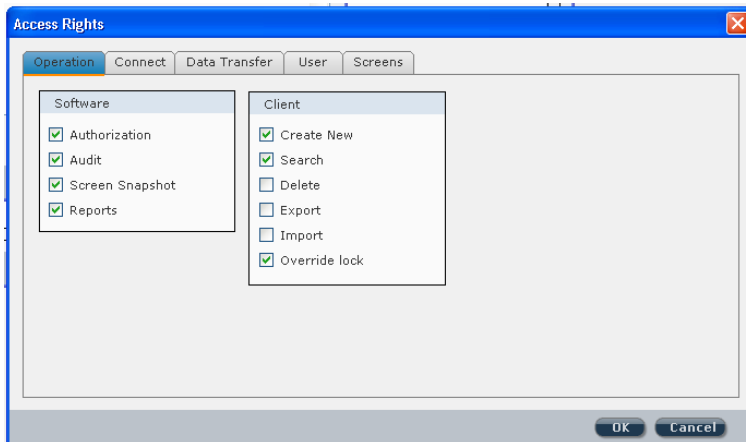 Access Rights
Operation Connect Data Transfer User Screens
Software
Authorization
Audit
Screen Snapshot
Reports
Client
Create New
Search
Delete
Export
Import
Override lock
OK Cancel